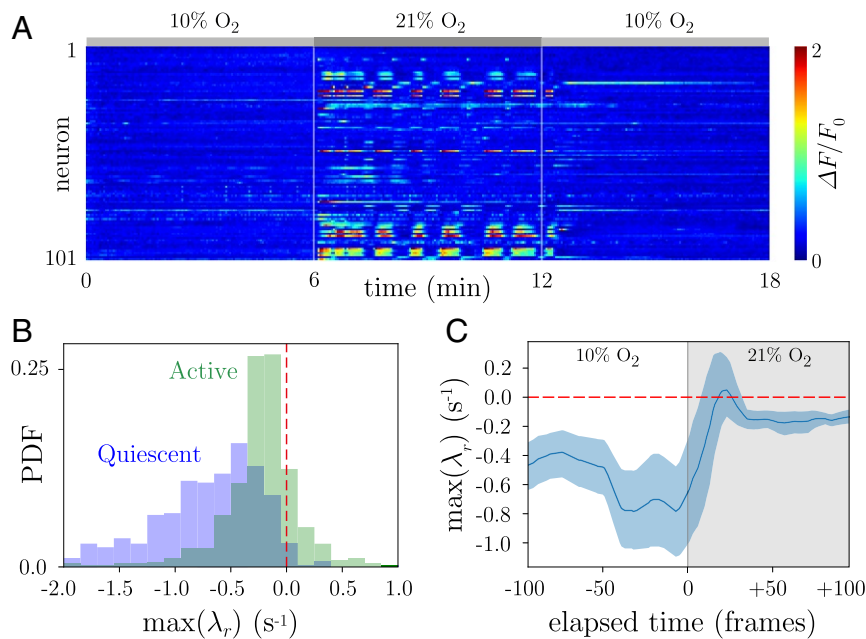 A
10% O2 21% O2 10% O2
1
neuron
101
0 6 12 18
time (min)
2
ΔF/F0
0
B
0.25
PDF
0.0
Active
Quiescent
-2.0 -1.5 -1.0 -0.5 0.0 0.5 1.0
max(λr) (s-1)
C
10% O2 21% O2
0.2
0.0
-0.2
-0.4
-0.6
-0.8
-1.0
max(λr) (s-1)
-100 -50 0 +50 +100
elapsed time (frames)